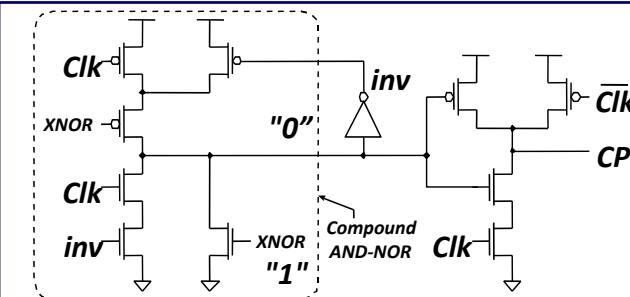 Clk
inv
Clk
XNOR
"0”
CP
Clk
inv
XNOR
"1"
Compound
AND-NOR
Clk